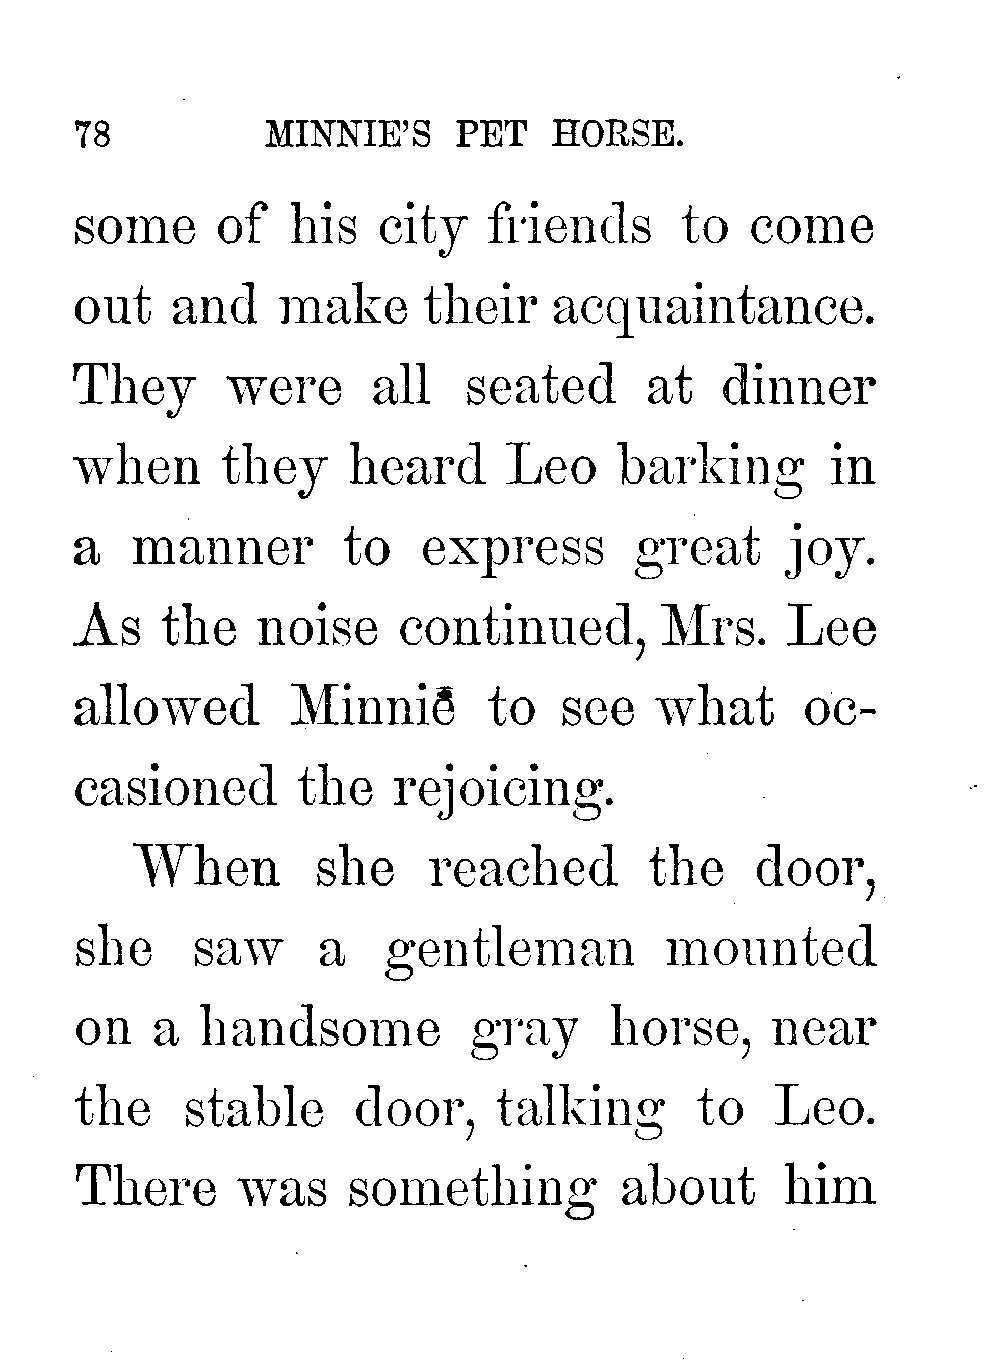 78 MINNIE'S PET HORSE.
some of his city friends to come
out and make their acquaintance.
They were all seated at dinner
when they heard Leo barking in
a manner to express great joy.
As the noise continued, Mrs. Lee
allowed Minnie to see what oc-
casioned the rejoicing.
When she reached the door,
she saw a gentleman mounted
on a handsome gray horse, near
the stable door, talking to Leo.
There was something about him